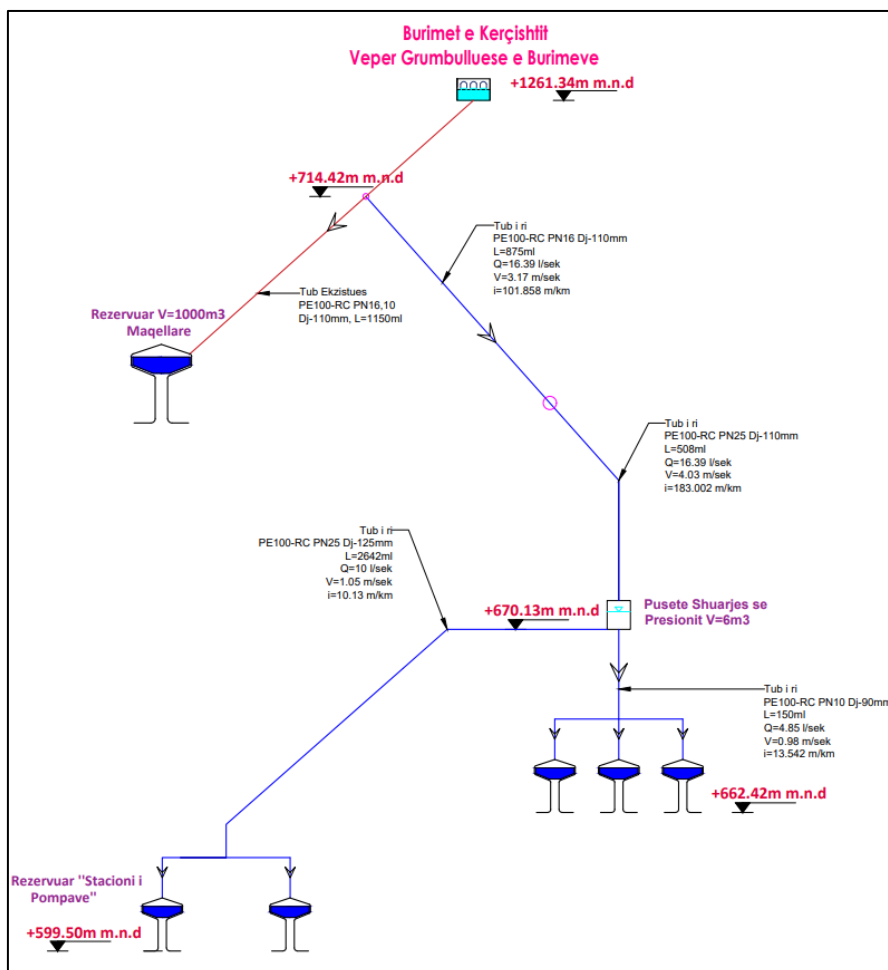 Burimet e Kerçishtit
Veper Grumbulluese e Burimeve
+1261.34m m.n.d
+714.42m m.n.d
Tub i ri
PE100-RC PN16 Dj-110mm
L=875ml
Q=16.39 l/sek
V=3.17 m/sek
i=101.858 m/km
Tub Ekzistues
PE100-RC PN16,10
Dj-110mm, L=1150ml
Rezervuar V=1000m3
Maqellare
Tub i ri
PE100-RC PN25 Dj-110mm
L=508ml
Q=16.39 l/sek
V=4.03 m/sek
i=183.002 m/km
Tub i ri
PE100-RC PN25 Dj-125mm
L=2642ml
Q=10 l/sek
V=1.05 m/sek
i=10.13 m/km
+670.13m m.n.d
Pusete Shuarjes se
Presionit V=6m3
Tub i ri
PE100-RC PN10 Dj-90mm
L=150ml
Q=4.85 l/sek
V=0.98 m/sek
i=13.542 m/km
+662.42m m.n.d
Rezervuar "Stacioni i
Pompave"
+599.50m m.n.d